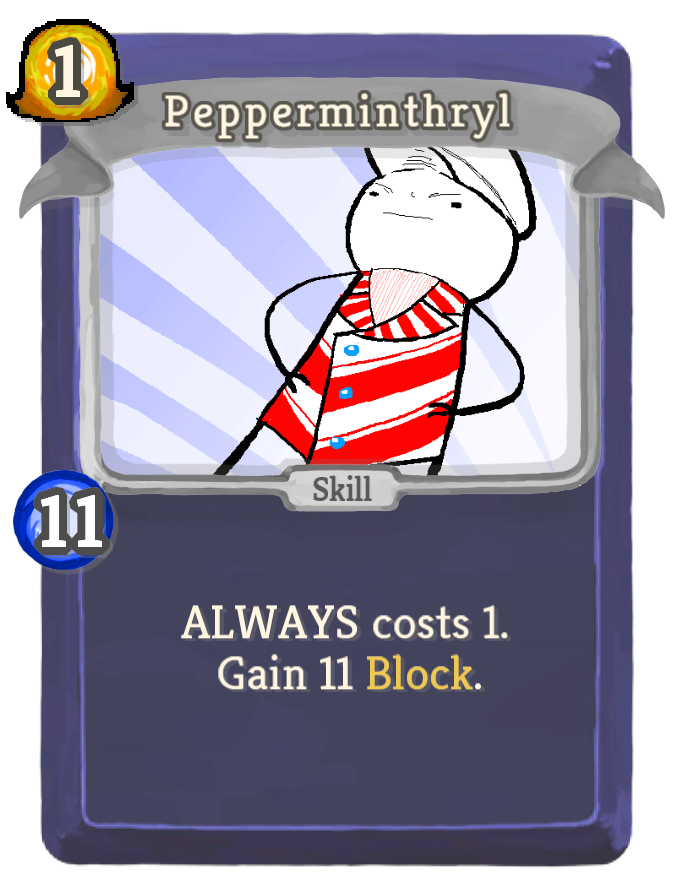 1
Pepperminthryl
Skill
11
ALWAYS costs 1.
Gain 11 Block.